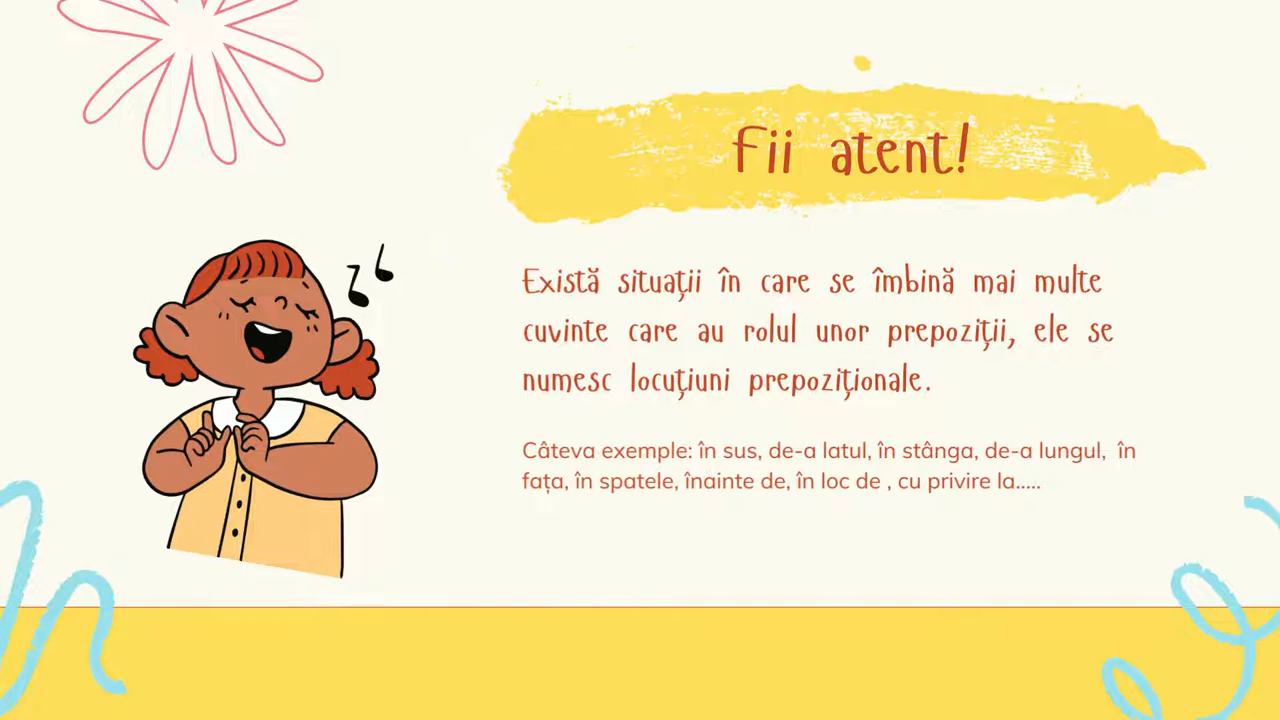 Fii atent!
Există situații în care se îmbină mai multe
cuvinte care au rolul unor prepoziții, ele se
numesc locuțiuni prepoziționale.
Câteva exemple: în sus, de-a latul, în stânga, de-a lungul, în
fața, în spatele, înainte de, în loc de , cu privire la.....